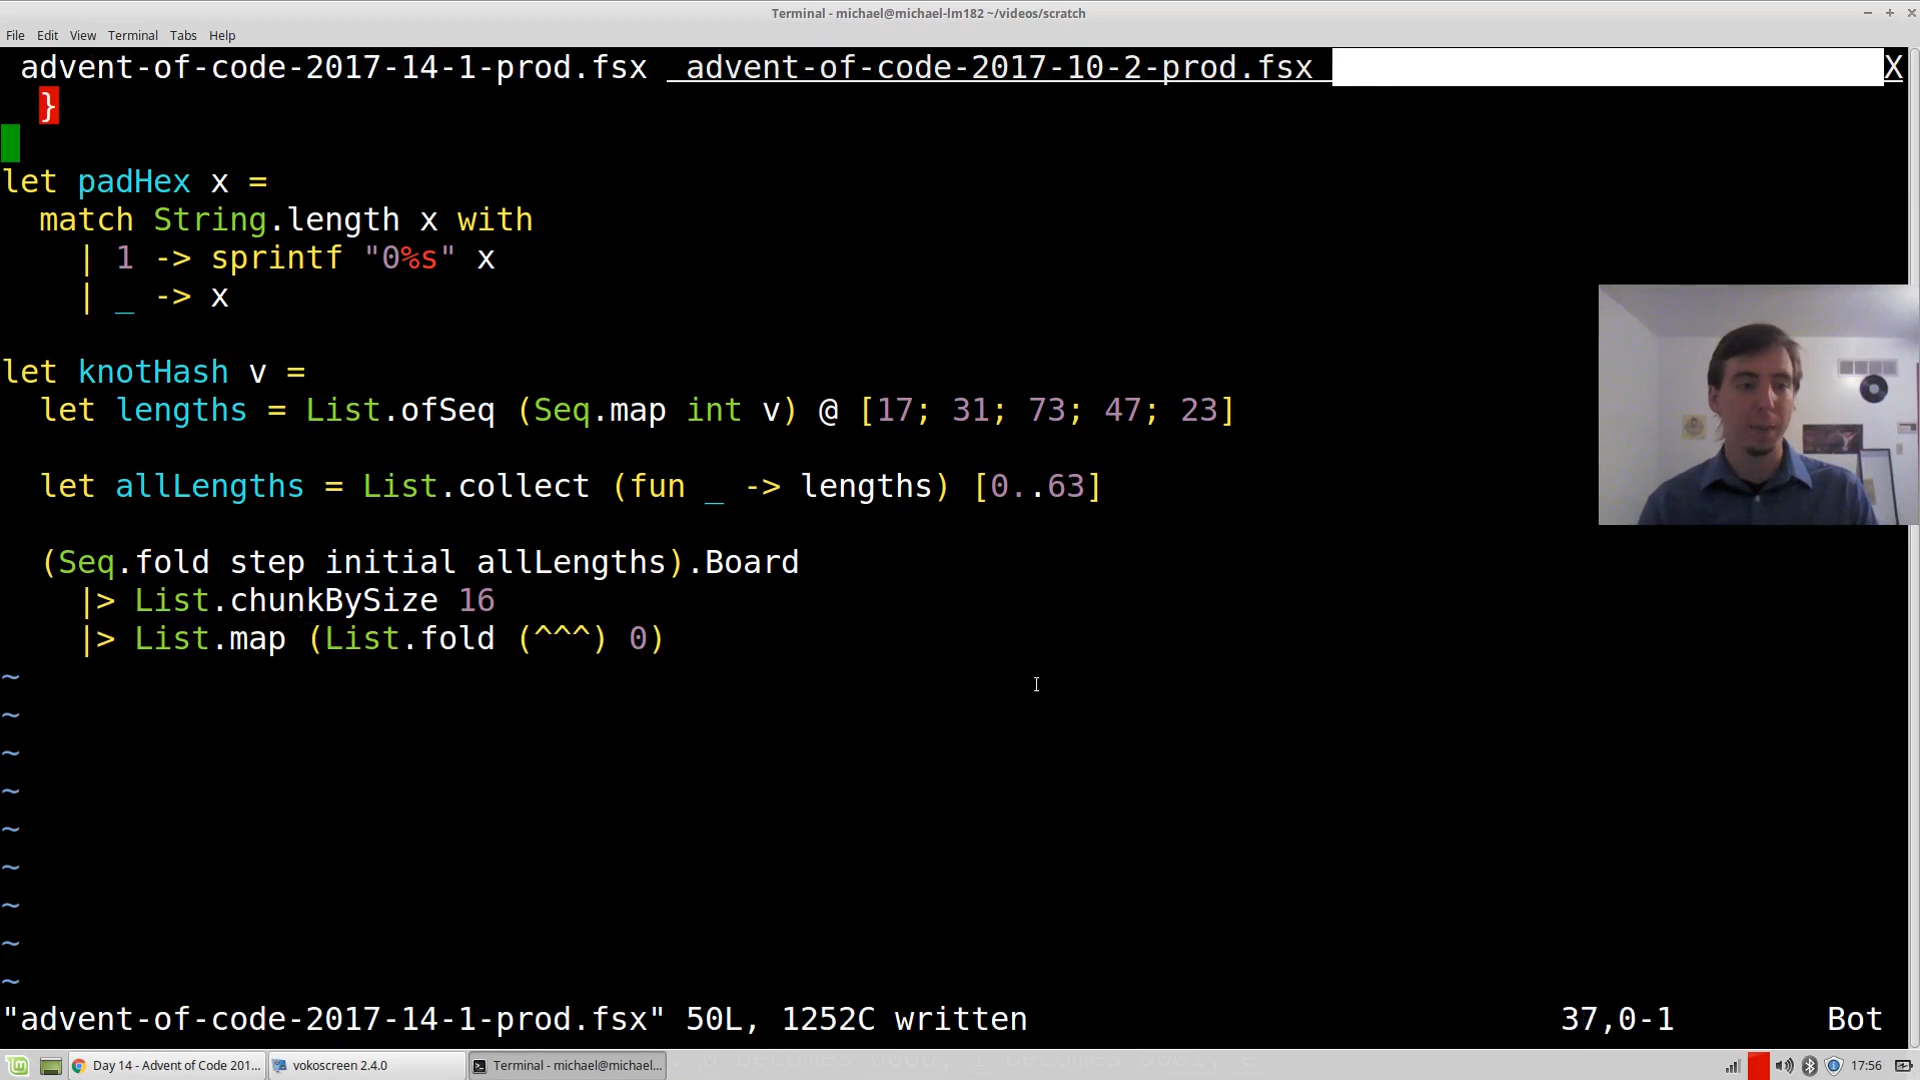 Terminal - michael@michael-lm182 ~/videos/scratch
File Edit View Terminal Tabs Help
advent-of-code-2017-14-1-prod.fsx advent-of-code-2017-10-2-prod.fsx X
}
let padHex x =
match String.length x with
| 1 -> sprintf "0%s" x
| _ -> x
let knotHash v =
let lengths = List.ofSeq (Seq.map int v) @ [17; 31; 73; 47; 23]
let allLengths = List.collect (fun _ -> lengths) [0..63]
(Seq.fold step initial allLengths).Board
|> List.chunkBySize 16
|> List.map (List.fold (^^^) 0)
~
~
~
~
~
~
~
~
~
"advent-of-code-2017-14-1-prod.fsx" 50L, 1252C written 37,0-1 Bot
Day 14 - Advent of Code 201... vokoscreen 2.4.0 Terminal - michael@michael... 17:56